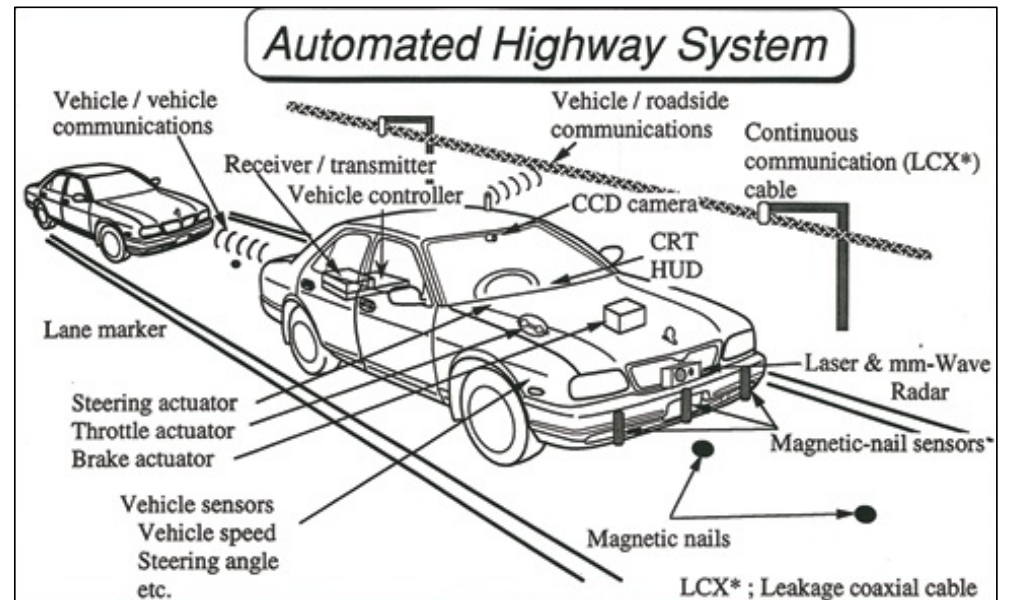 Automated Highway System
Vehicle / vehicle
communications
Vehicle / roadside
communications
Continuous
communication (LCX*)
cable
Receiver / transmitter
Vehicle controller
CCD camera
CRT
HUD
Lane marker
Laser & mm-Wave
Radar
Steering actuator
Throttle actuator
Brake actuator
Magnetic-nail sensors
Vehicle sensors
Vehicle speed
Steering angle
etc.
Magnetic nails
LCX* ; Leakage coaxial cable